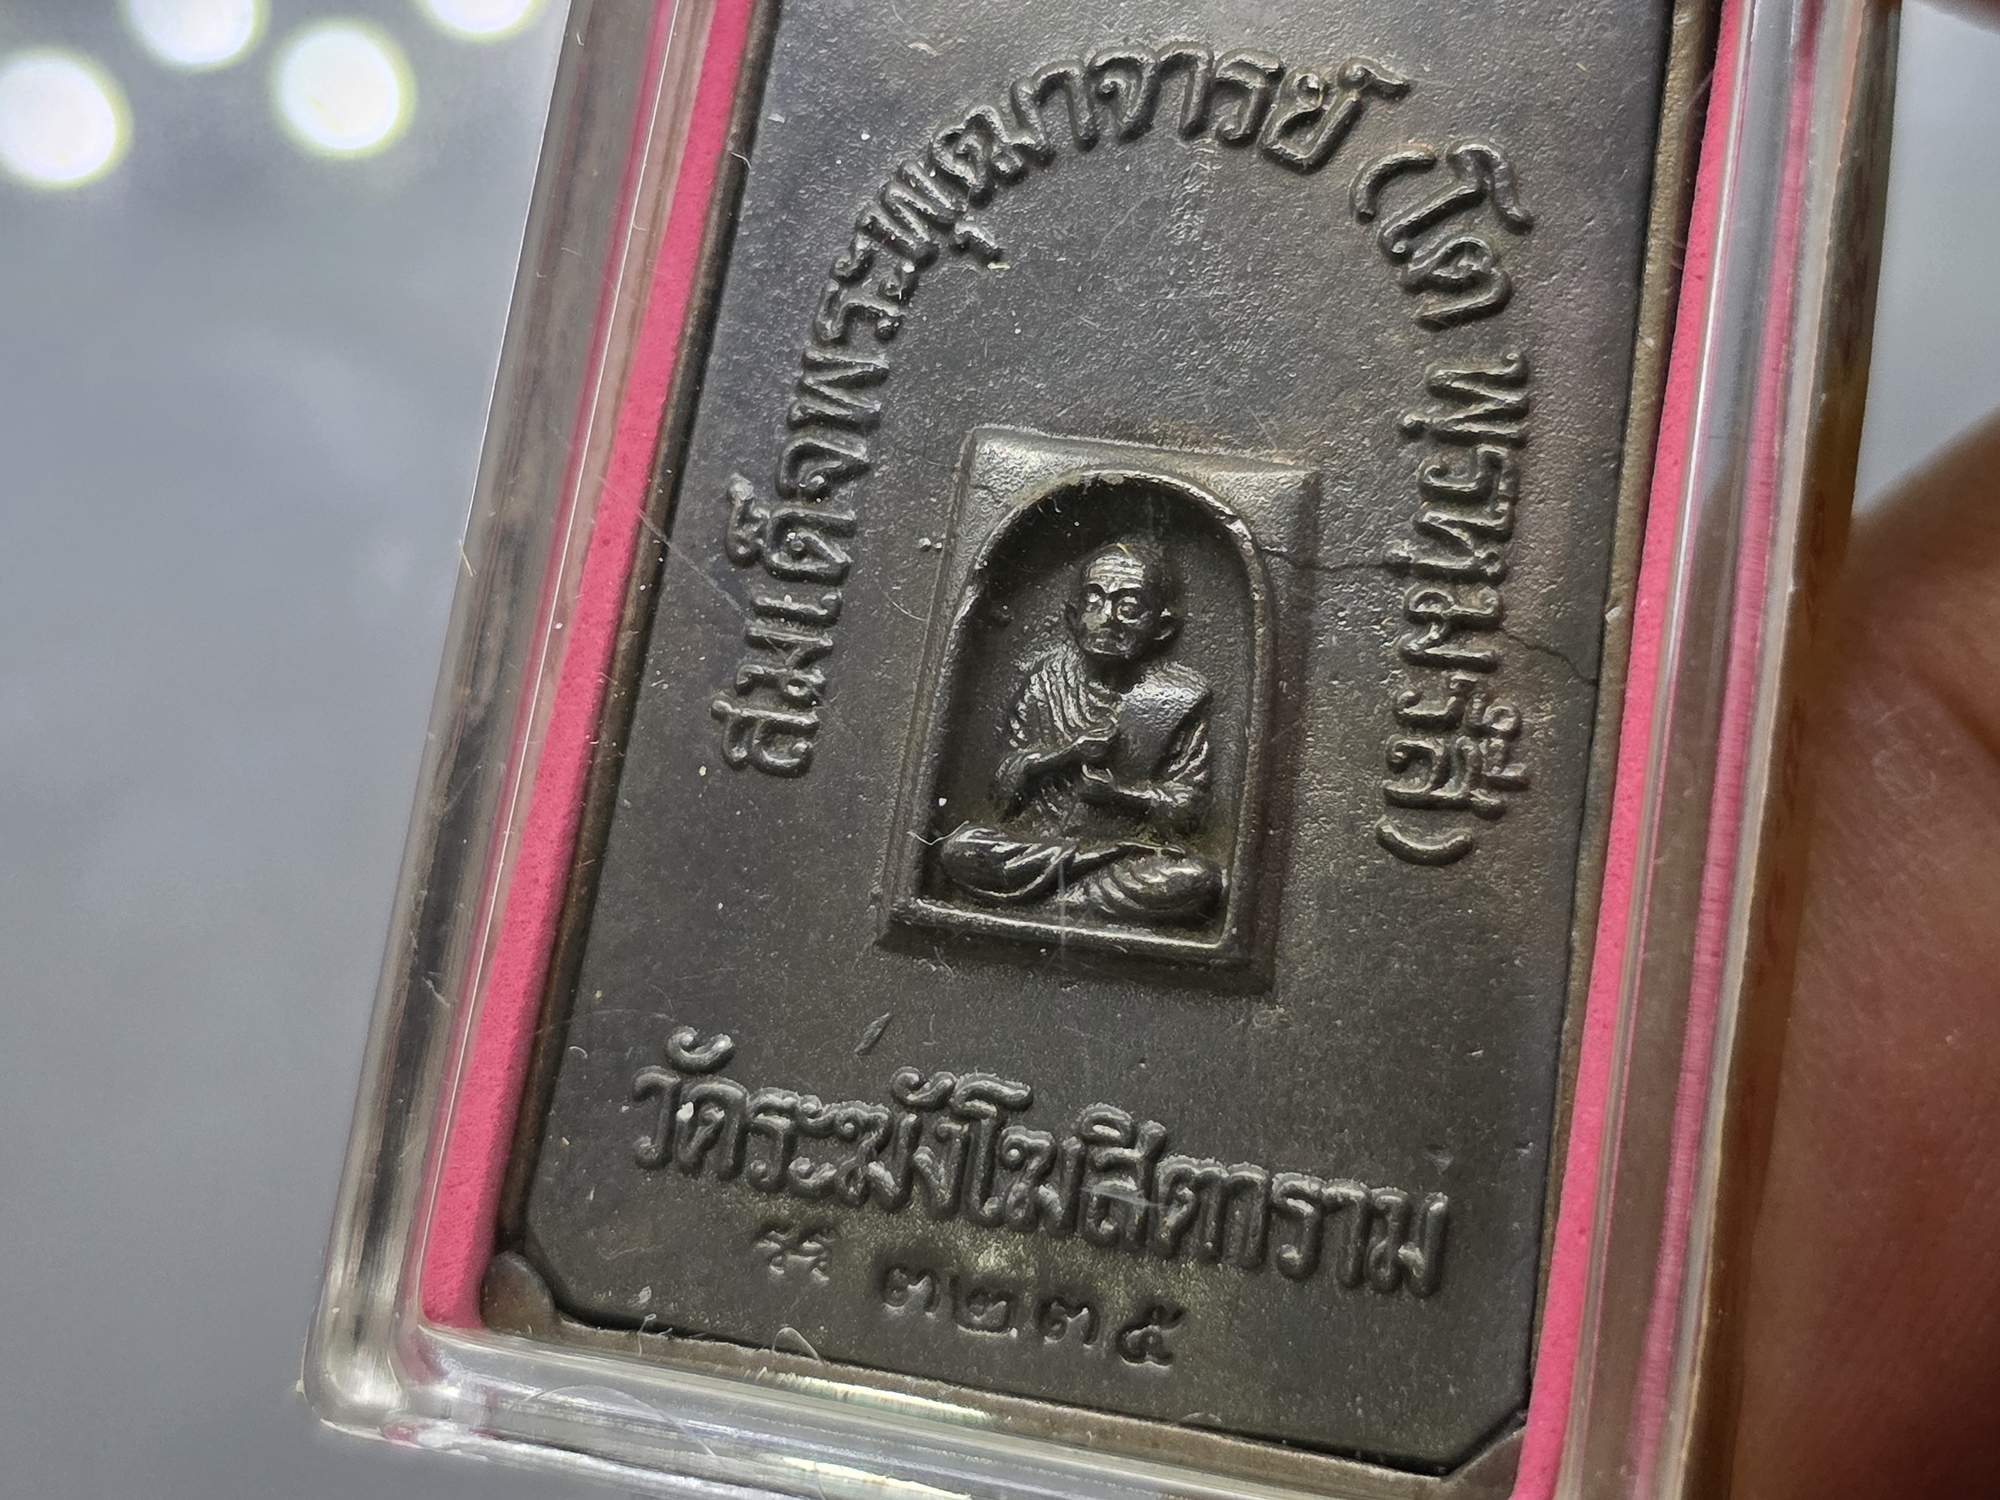 สมเด็จพระพุฒาจารย์ (โต พฺรหฺมรํสี)
วัดระฆังโฆสิตาราม
๓๒๓๕